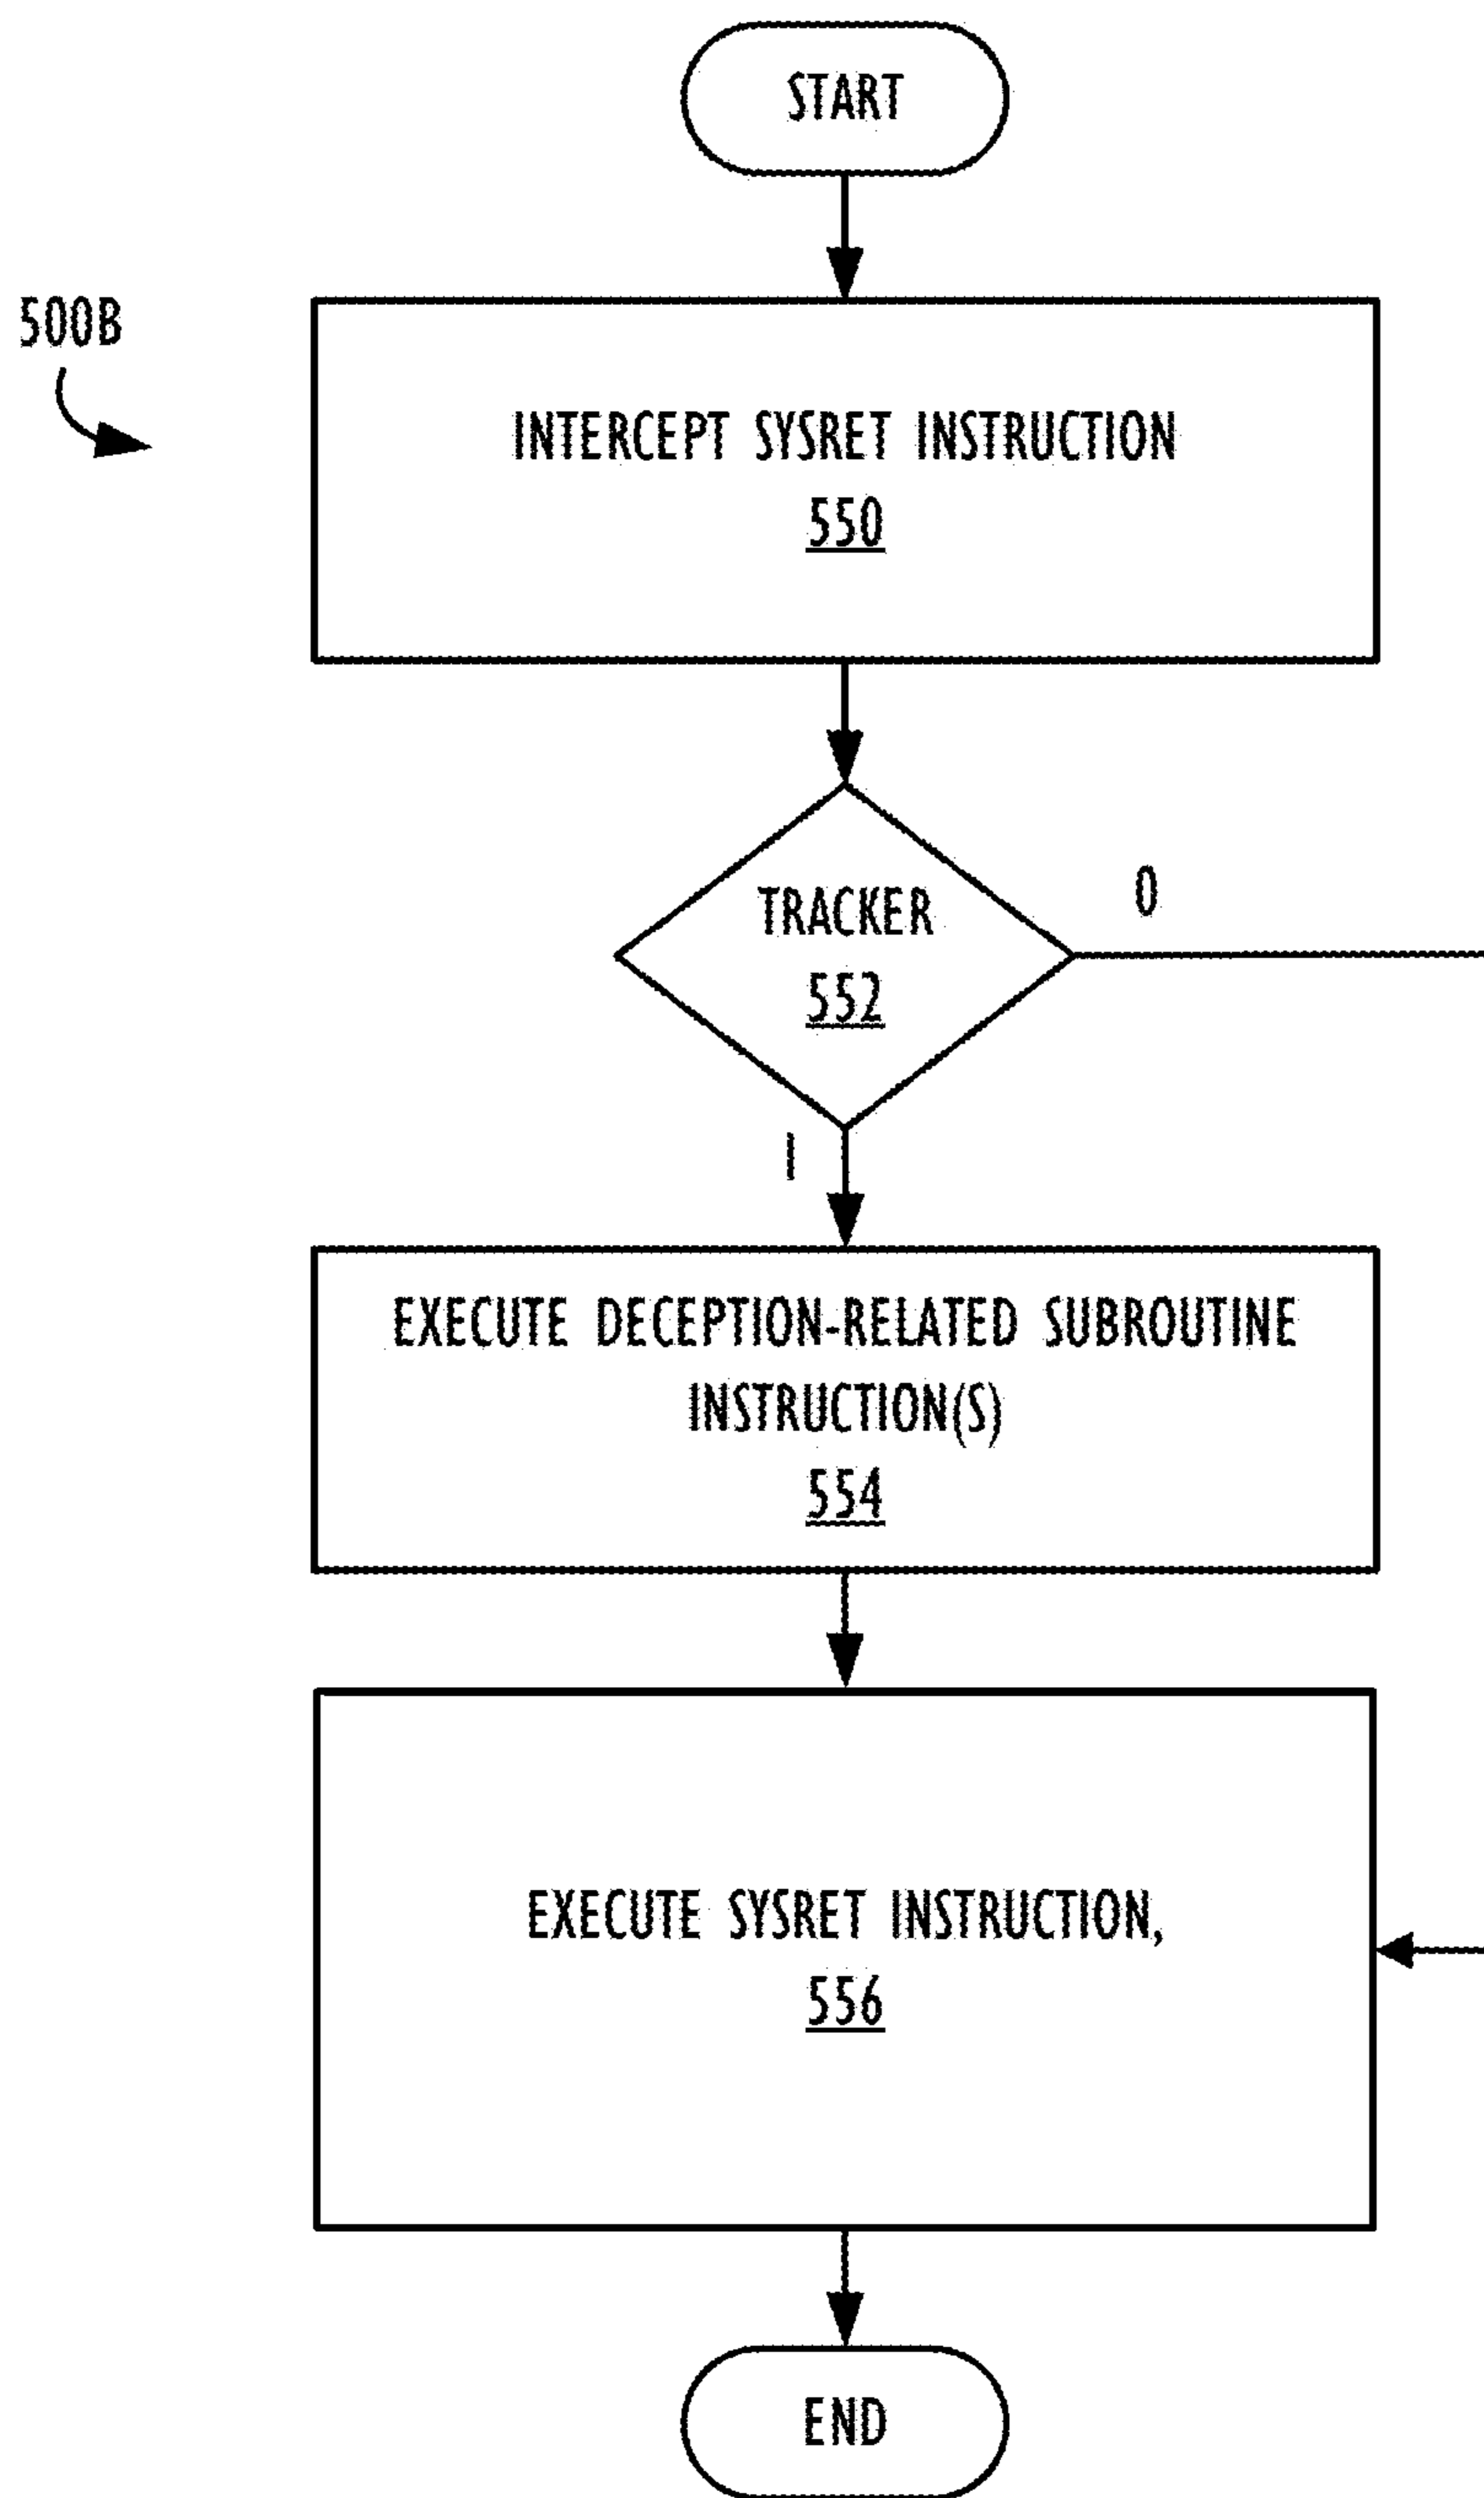 START
500B
INTERCEPT SYSRET INSTRUCTION
550
TRACKER
552
0
1
EXECUTE DECEPTION-RELATED SUBROUTINE
INSTRUCTION(S)
554
EXECUTE SYSRET INSTRUCTION,
556
END